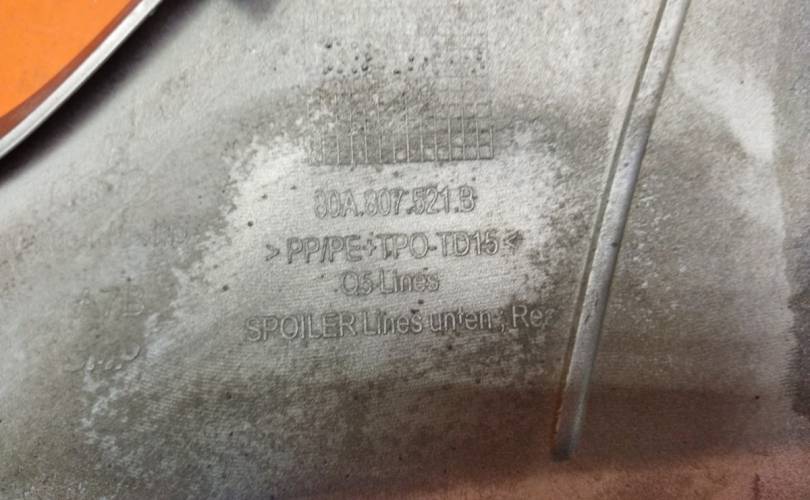 80A.807.521.B
>PP/PE+TPO-TD15<
Q5 Lines
SPOILER Lines unten,